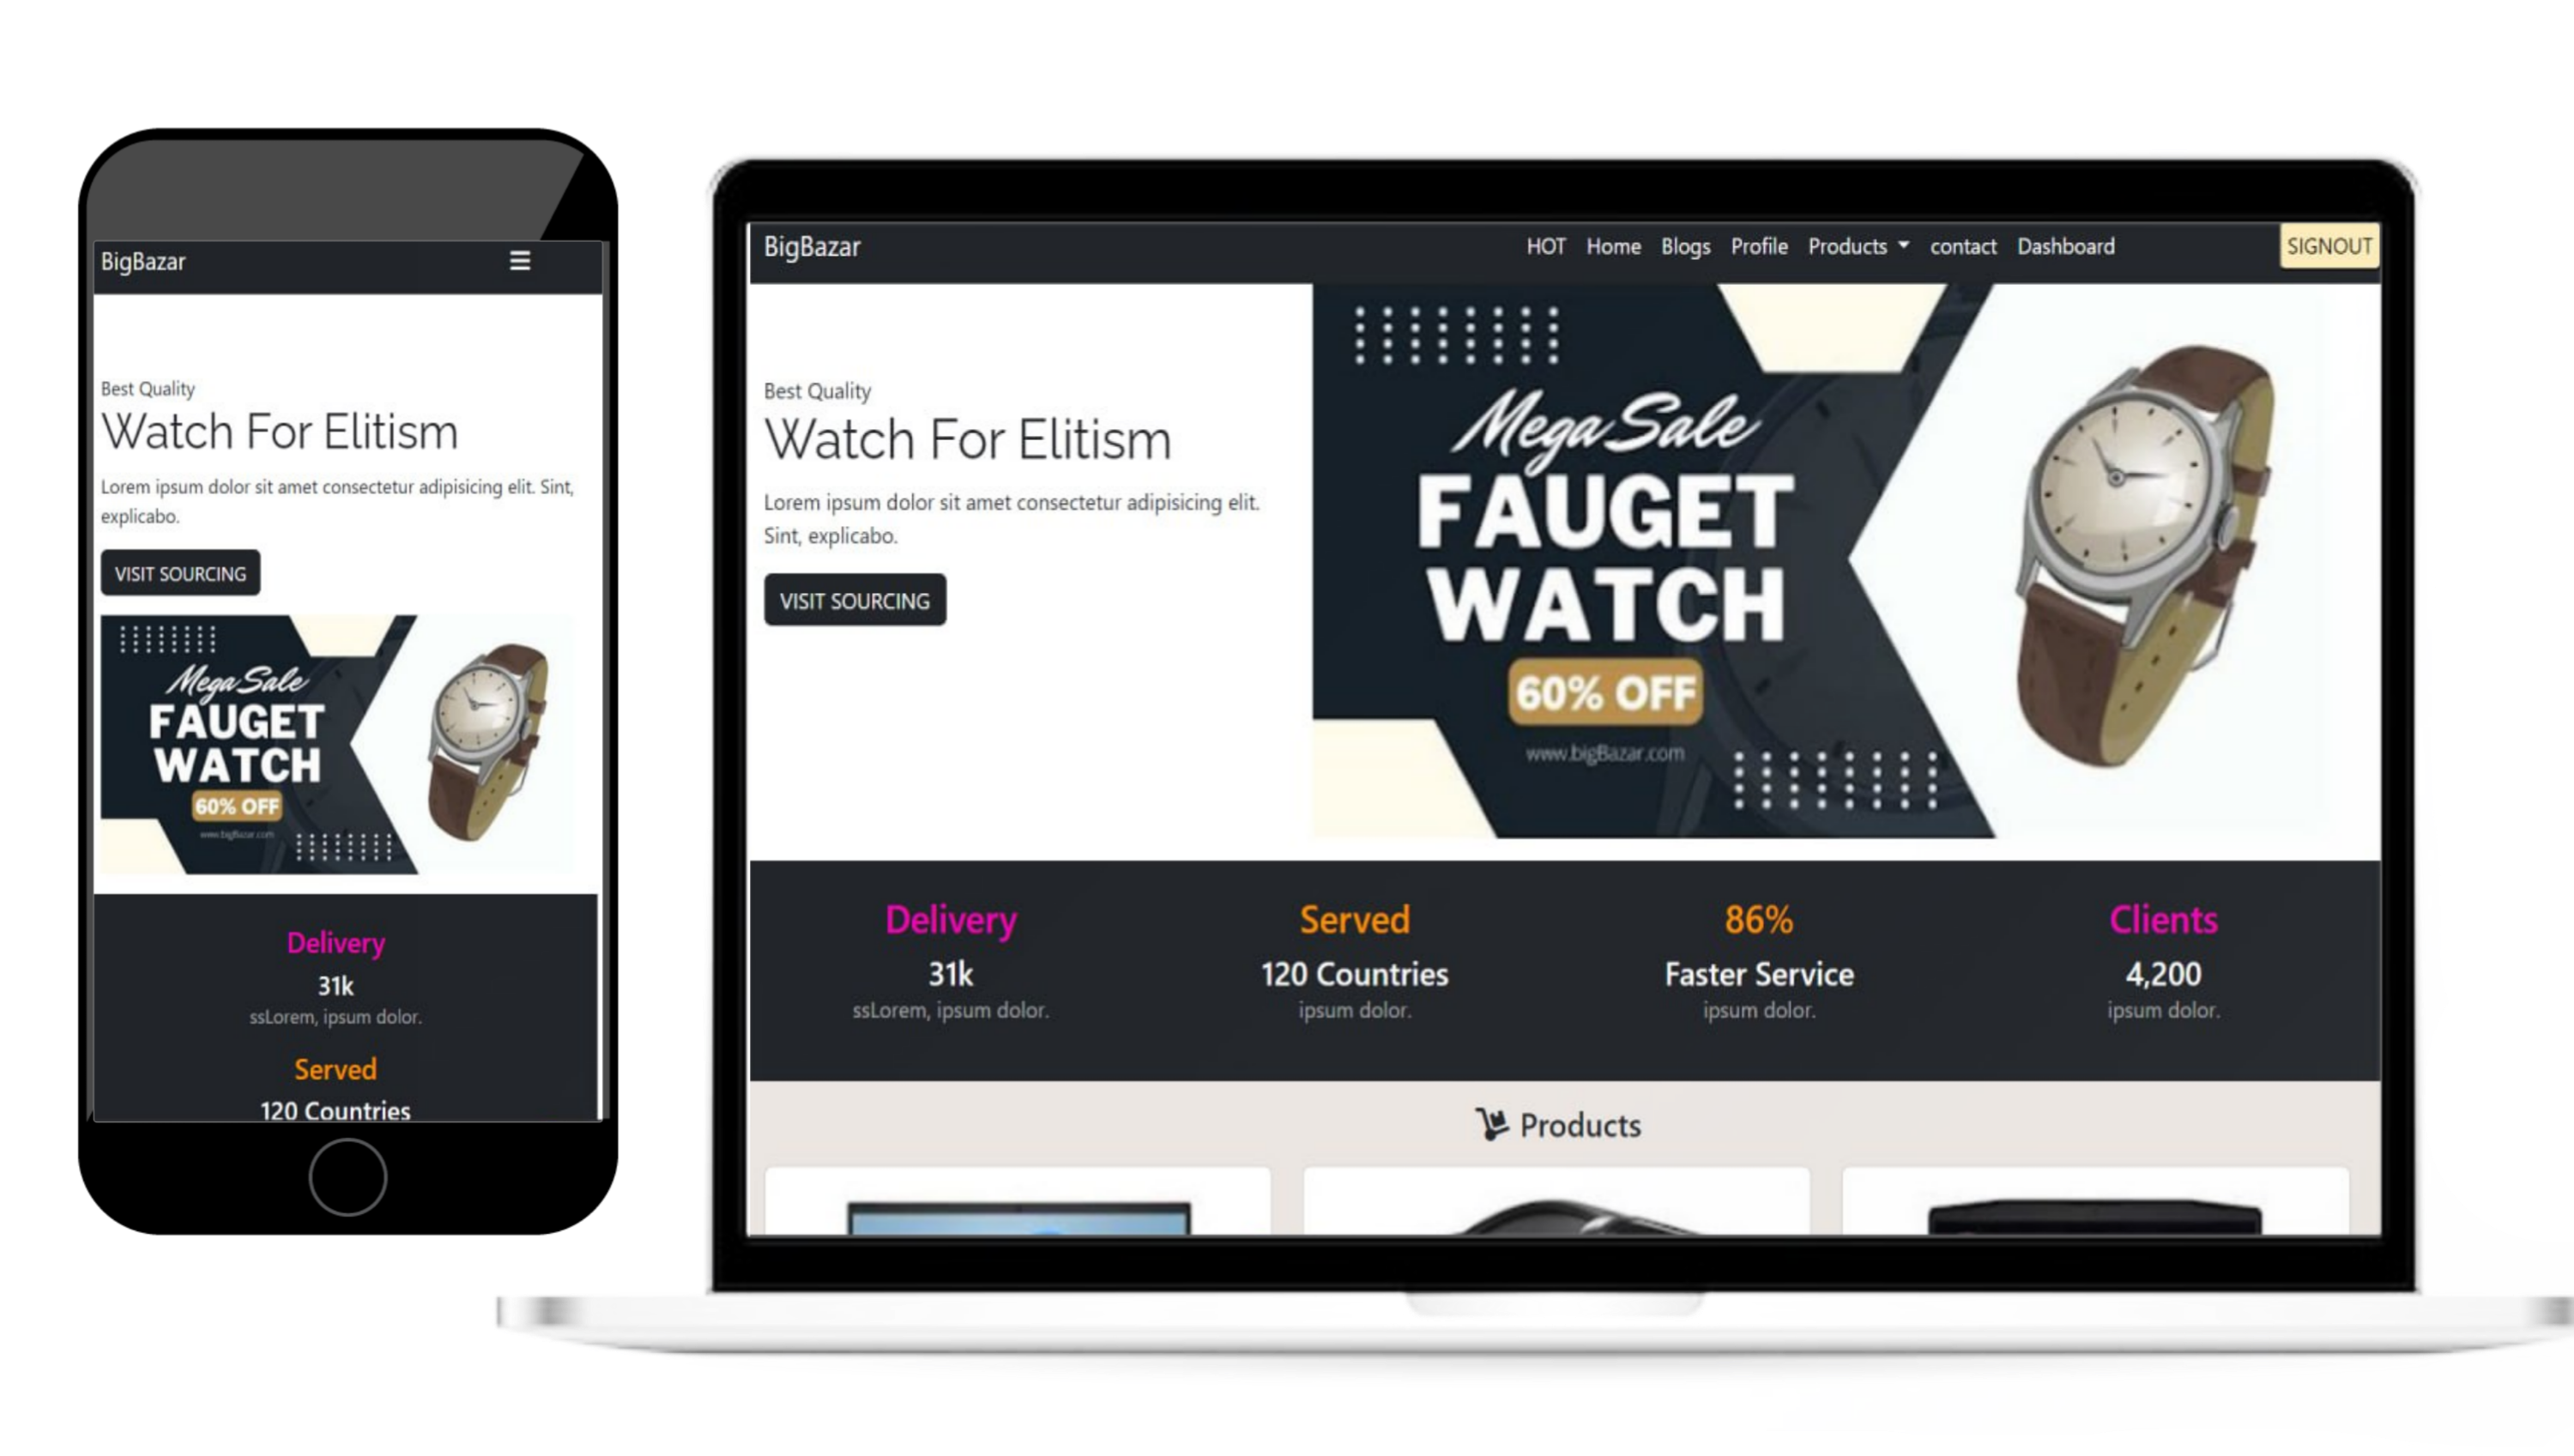 BigBazar
Best Quality
Watch For Elitism
Lorem ipsum dolor sit amet consectetur adipisicing elit. Sint,
explicabo.
VISIT SOURCING
Mega Sale
FAUGET
WATCH
60% OFF
www.bigBazar.com
Delivery
31k
ssLorem, ipsum dolor.
Served
120 Countries
BigBazar HOT Home Blogs Profile Products contact Dashboard SIGNOUT
Best Quality
Watch For Elitism
Lorem ipsum dolor sit amet consectetur adipisicing elit.
Sint, explicabo.
VISIT SOURCING
Mega Sale
FAUGET
WATCH
60% OFF
www.bigBazar.com
Delivery Served 86% Clients
31k 120 Countries Faster Service 4,200
ssLorem, ipsum dolor. ipsum dolor. ipsum dolor. ipsum dolor.
Products